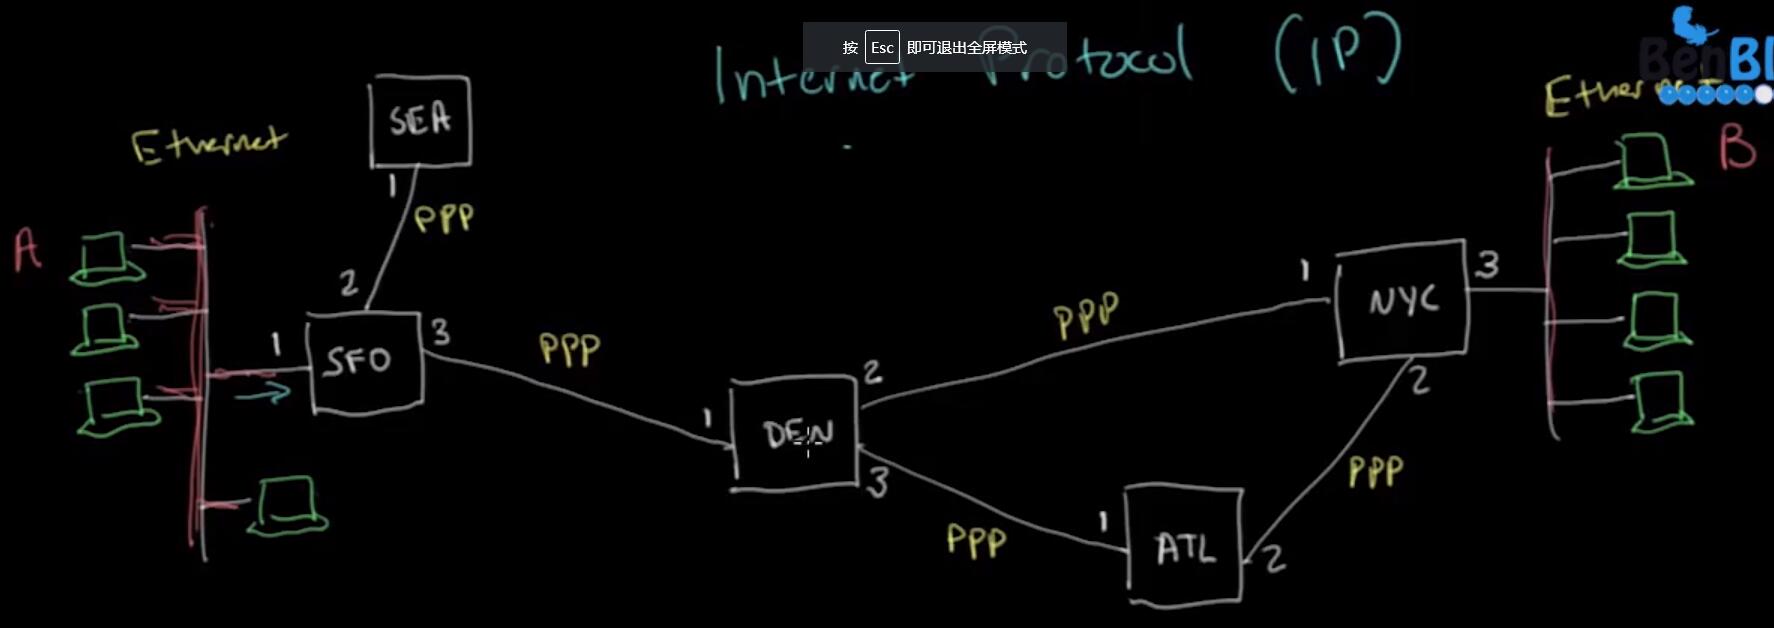 按 Esc 即可退出全屏模式
Internet Protocol (IP)
BenB
Ethernet
SEA
Ethernet
B
1
PPP
A
2
1
SFO
3
PPP
1
DEN
2
3
PPP
1
NYC
3
2
PPP
PPP
1
ATL
2